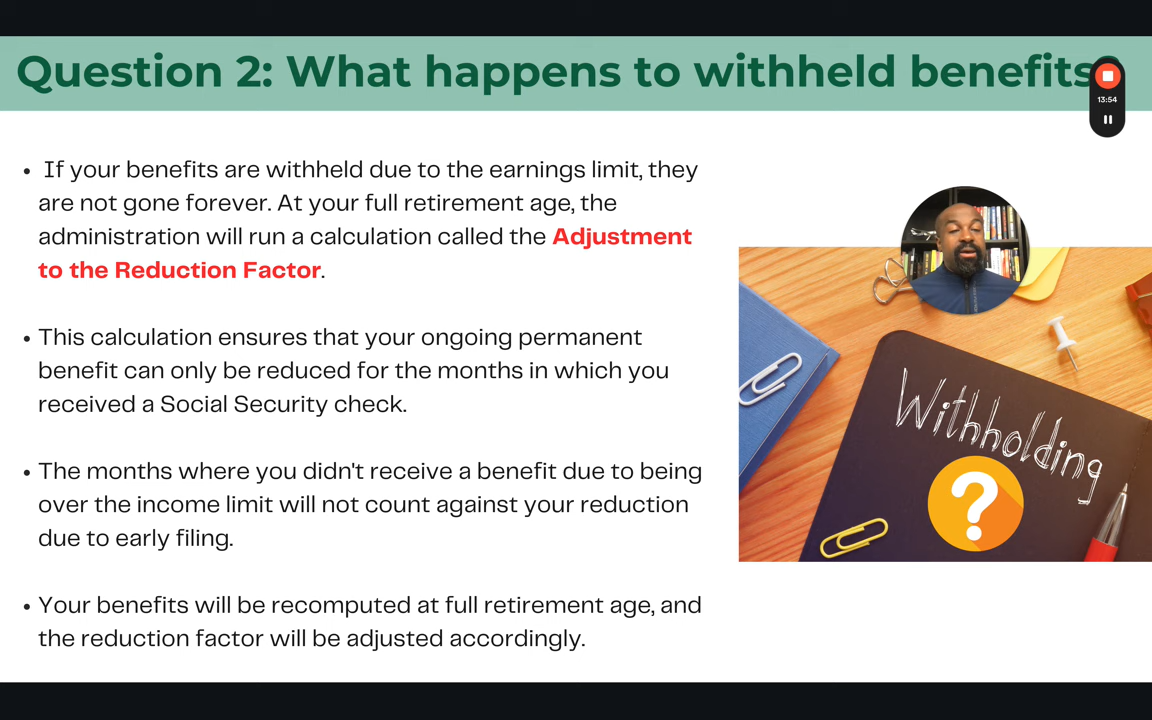 Question 2: What happens to withheld benefits
13:54
• If your benefits are withheld due to the earnings limit, they
are not gone forever. At your full retirement age, the
administration will run a calculation called the Adjustment
to the Reduction Factor.
• This calculation ensures that your ongoing permanent
benefit can only be reduced for the months in which you
received a Social Security check.
• The months where you didn't receive a benefit due to being
over the income limit will not count against your reduction
due to early filing.
• Your benefits will be recomputed at full retirement age, and
the reduction factor will be adjusted accordingly.
Withholding
?